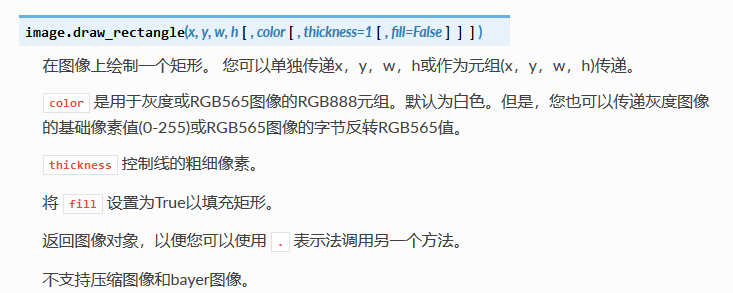 image.draw_rectangle(x, y, w, h [ , color [ , thickness=1 [ , fill=False ] ] ] )
在图像上绘制一个矩形。 您可以单独传递x，y，w，h或作为元组(x，y，w，h)传递。
color 是用于灰度或RGB565图像的RGB888元组。默认为白色。但是，您也可以传递灰度图像
的基础像素值(0-255)或RGB565图像的字节反转RGB565值。
thickness 控制线的粗细像素。
将 fill 设置为True以填充矩形。
返回图像对象，以便您可以使用 . 表示法调用另一个方法。
不支持压缩图像和bayer图像。